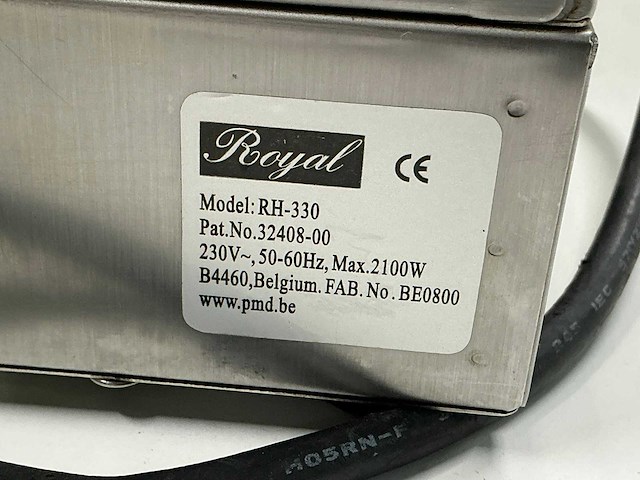 Royal
CE
Model: RH-330
Pat.No.32408-00
230V~, 50-60Hz, Max.2100W
B4460,Belgium. FAB. No. BE0800
www.pmd.be
H05RN-F
IEC